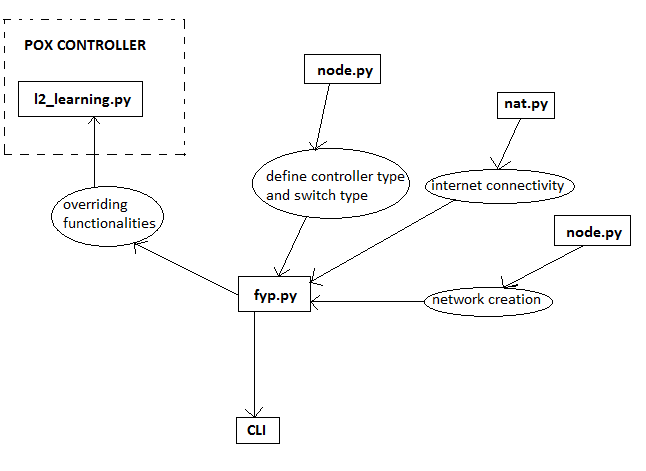 POX CONTROLLER
l2_learning.py
node.py
nat.py
define controller type
and switch type
internet connectivity
overriding
functionalities
node.py
fyp.py
network creation
CLI